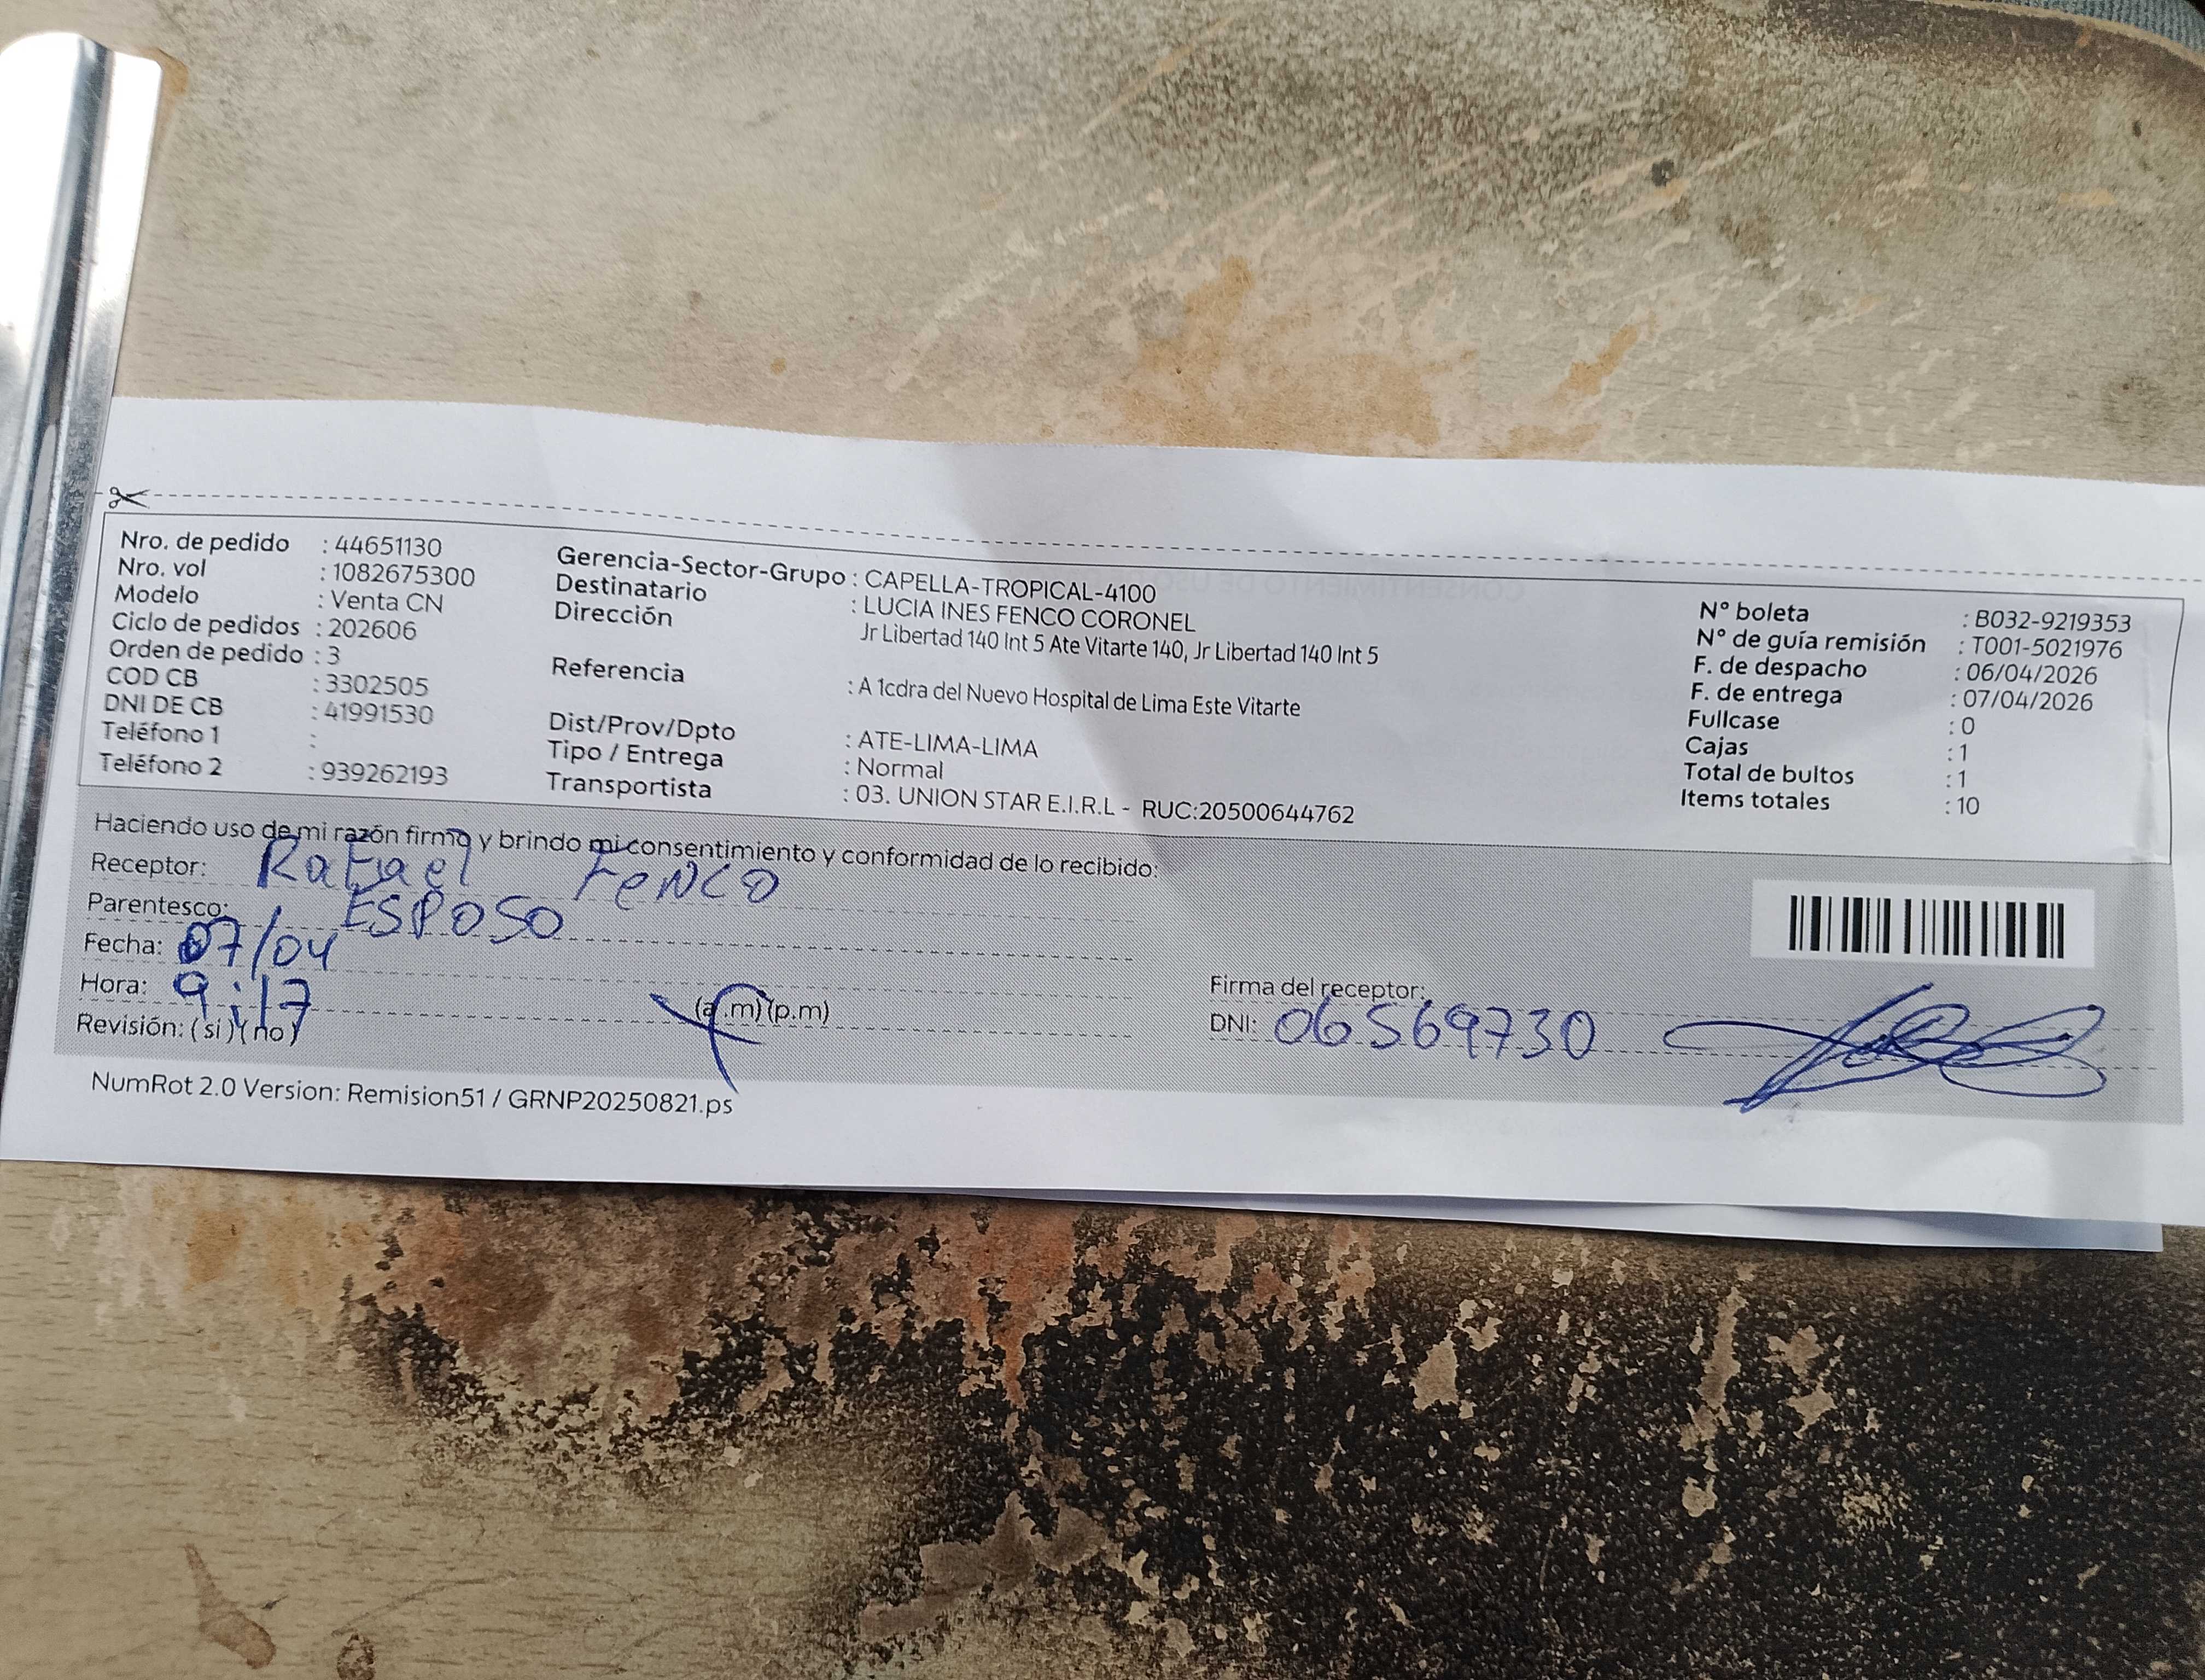 Nro. de pedido : 44651130
Nro. vol : 1082675300
Modelo : Venta CN
Ciclo de pedidos : 202606
Orden de pedido : 3
COD CB : 3302505
DNI DE CB : 41991530
Teléfono 1 :
Teléfono 2 : 939262193
Gerencia-Sector-Grupo : CAPELLA-TROPICAL-4100
Destinatario : LUCIA INES FENCO CORONEL
Dirección Jr Libertad 140 Int 5 Ate Vitarte 140, Jr Libertad 140 Int 5
Referencia : A 1cdra del Nuevo Hospital de Lima Este Vitarte
Dist/Prov/Dpto : ATE-LIMA-LIMA
Tipo / Entrega : Normal
Transportista : 03. UNION STAR E.I.R.L - RUC:20500644762
N° boleta : B032-9219353
N° de guía remisión : T001-5021976
F. de despacho : 06/04/2026
F. de entrega : 07/04/2026
Fullcase : 0
Cajas : 1
Total de bultos : 1
Items totales : 10
Haciendo uso de mi razón firmo y brindo mi consentimiento y conformidad de lo recibido:
Receptor: Rafael Fenco
Parentesco: ESPOSO
Fecha: 07/04
Hora: 9:17 (a.m) (p.m)
Revisión: (si) (no)
Firma del receptor:
DNI: 06569730
NumRot 2.0 Version: Remision51 / GRNP20250821.ps